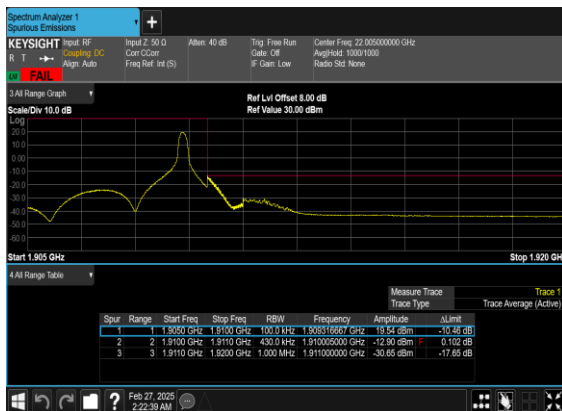 Spectrum Analyzer 1
Spurious Emissions
KEYSIGHT Input: RF Input Z: 50 Ω Atten: 40 dB Trig: Free Run Center Freq: 22.005000000 GHz
R T Coupling: DC Corr CCorr Gate: Off Avg|Hold: 1000/1000
Align: Auto Freq Ref: Int (S) IF Gain: Low Radio Std: None
FAIL
3 All Range Graph
Ref Lvl Offset 8.00 dB
Scale/Div 10.0 dB Ref Value 30.00 dBm
Log
20.0
10.0
0.00
-10.0
-20.0
-30.0
-40.0
-50.0
-60.0
Start 1.905 GHz Stop 1.920 GH
4 All Range Table
Measure Trace Trace 1
Trace Type Trace Average (Active)
Spur Range Start Freq Stop Freq RBW Frequency Amplitude ΔLimit
1 1 1.9050 GHz 1.9100 GHz 100.0 kHz 1.909316667 GHz 19.54 dBm -10.46 dB
2 2 1.9100 GHz 1.9110 GHz 430.0 kHz 1.910005000 GHz -12.90 dBm F 0.102 dB
3 3 1.9110 GHz 1.9200 GHz 1.000 MHz 1.911000000 GHz -30.65 dBm -17.65 dB
? Feb 27, 2025
2:22:39 AM